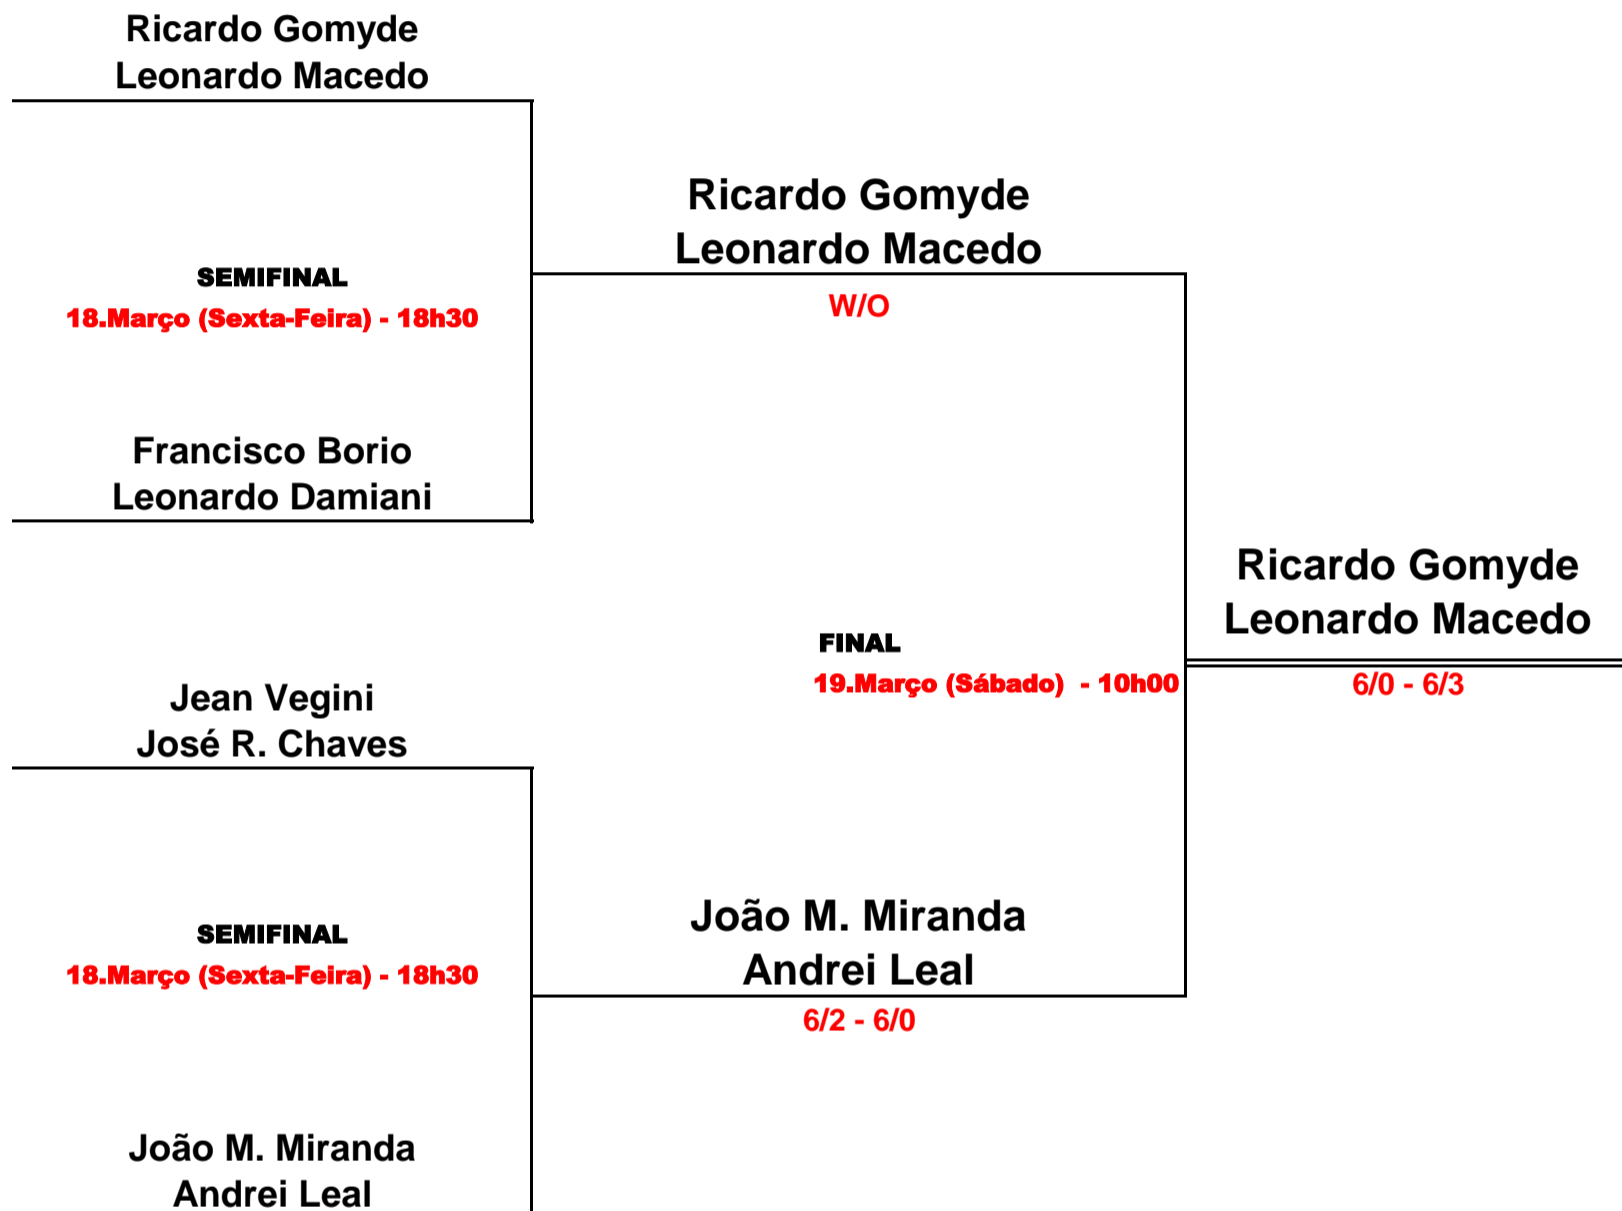 Ricardo Gomyde
Leonardo Macedo
Ricardo Gomyde
Leonardo Macedo
SEMIFINAL
18.Março (Sexta-Feira) - 18h30
W/O
Francisco Borio
Leonardo Damiani
Ricardo Gomyde
Leonardo Macedo
FINAL
19.Março (Sábado)  - 10h00
6/0 - 6/3
Jean Vegini
José R. Chaves
João M. Miranda
Andrei Leal
SEMIFINAL
18.Março (Sexta-Feira) - 18h30
6/2 - 6/0
João M. Miranda
Andrei Leal